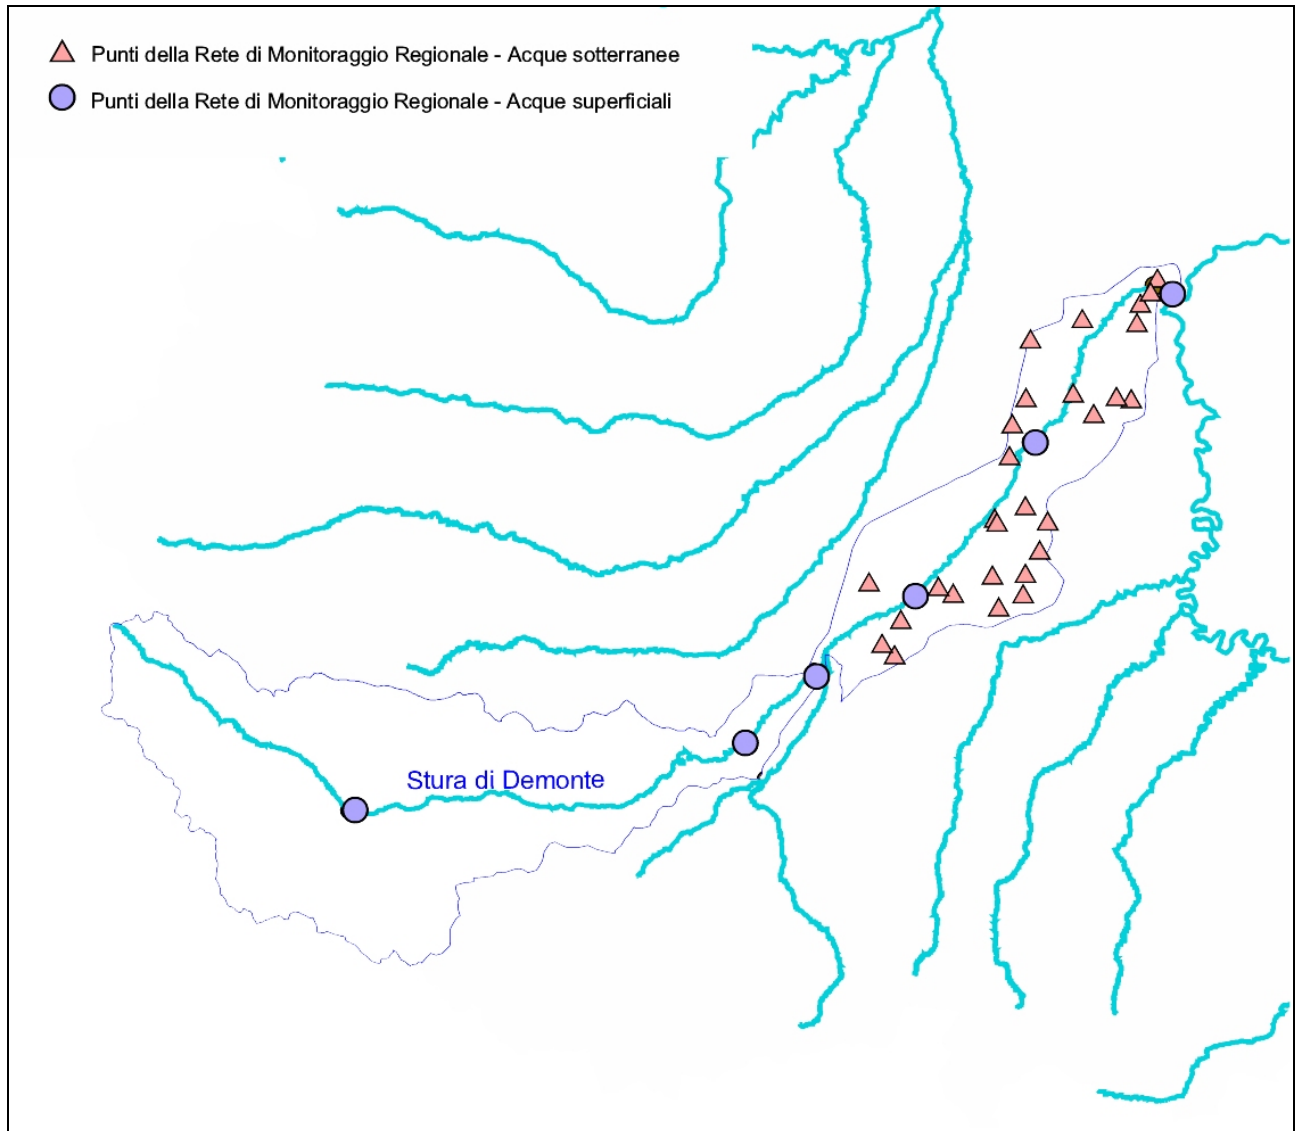 Punti della Rete di Monitoraggio Regionale - Acque sotterranee
Punti della Rete di Monitoraggio Regionale - Acque superficiali
Stura di Demonte